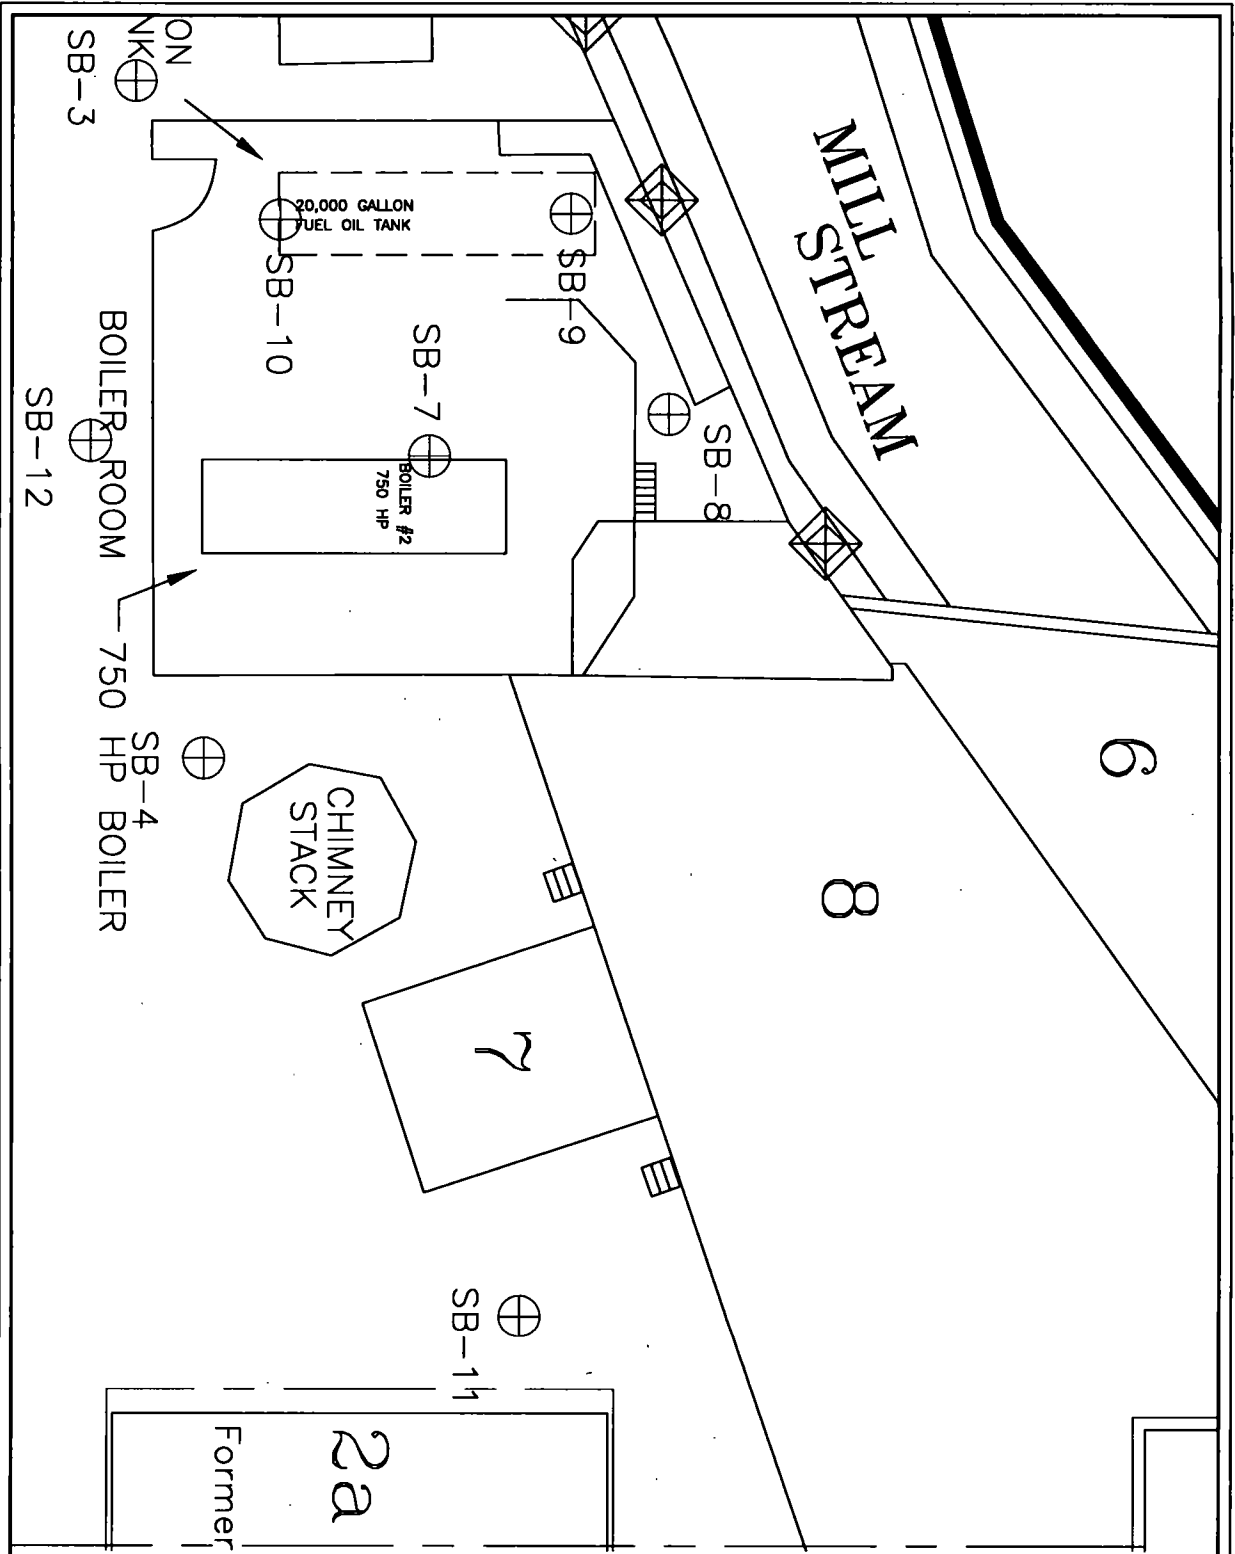 ON
NK
SB-3
20,000 GALLON
FUEL OIL TANK
SB-10
SB-9
SB-7
SB-8
MILL
STREAM
BOILER ROOM
SB-12
BOILER #2
750 HP
750 HP BOILER
SB-4
CHIMNEY
STACK
6
8
7
SB-11
2a
Former